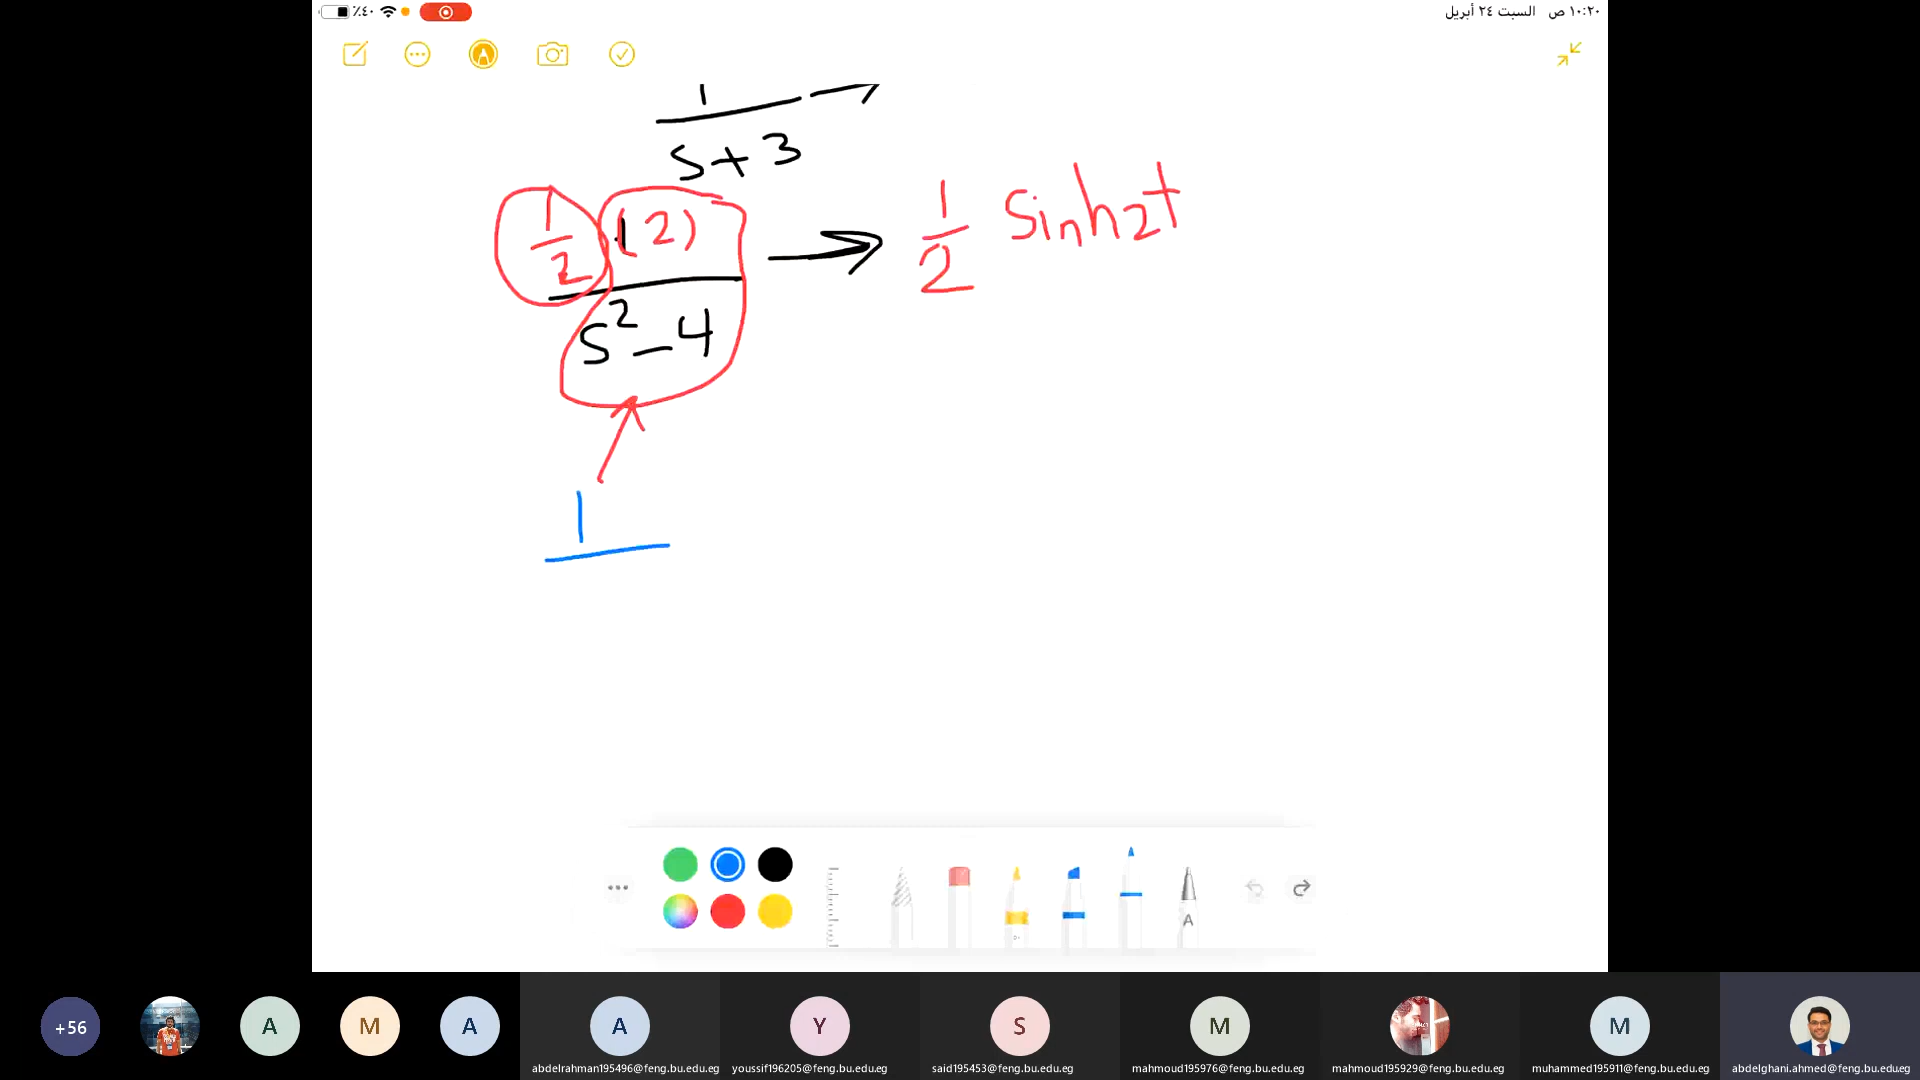 ٪٤٠
١٠:٢٠ ص السبت ٢٤ أبريل
1
s+3
1/2 (2)
s²-4
1/2 Sinh2t
1
A
+56
A
M
A
A
Y
S
M
M
abdelrahman195496@feng.bu.edu.eg
youssif196205@feng.bu.edu.eg
said195453@feng.bu.edu.eg
mahmoud195976@feng.bu.edu.eg
mahmoud195929@feng.bu.edu.eg
muhammed195911@feng.bu.edu.eg
abdelghani.ahmed@feng.bu.edu.eg